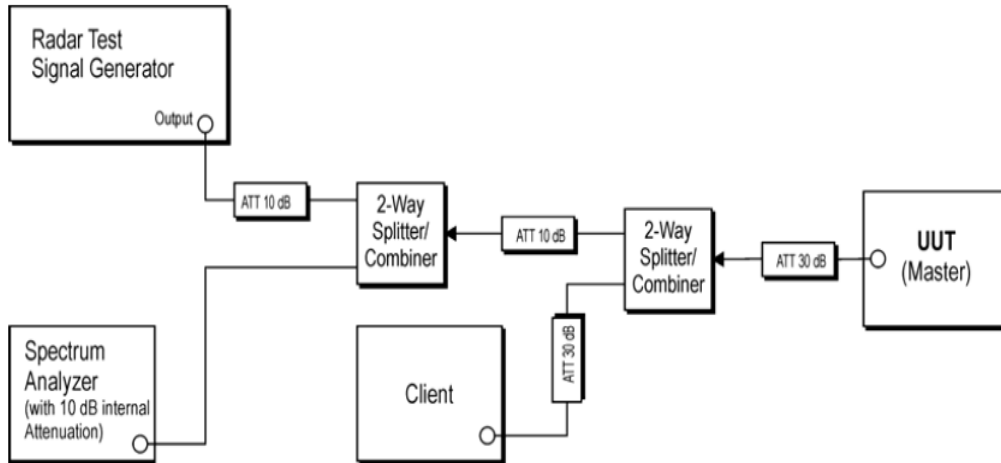 Radar Test
Signal Generator
Output
ATT 10 dB
2-Way
Splitter/
Combiner
ATT 10 dB
2-Way
Splitter/
Combiner
ATT 30 dB
UUT
(Master)
Spectrum
Analyzer
(with 10 dB internal
Attenuation)
Client
ATT 30 dB